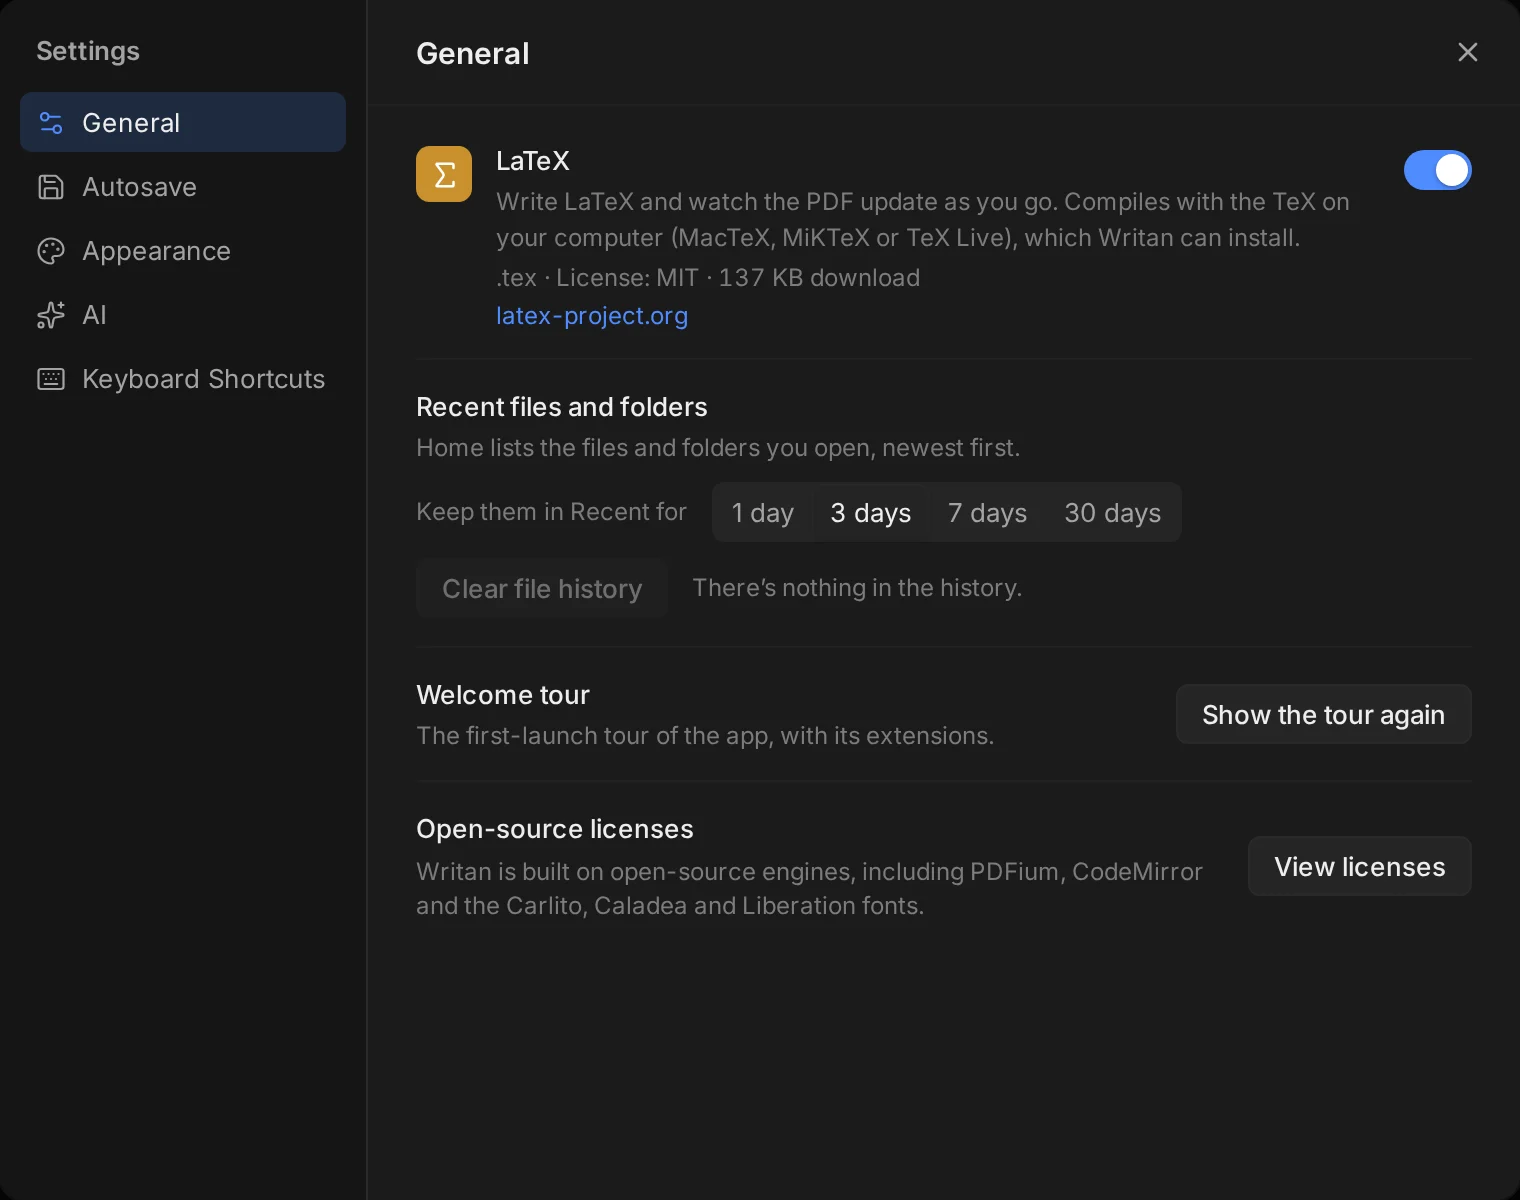 Settings
General
Autosave
Appearance
AI
Keyboard Shortcuts
General
LaTeX
Write LaTeX and watch the PDF update as you go. Compiles with the TeX on
your computer (MacTeX, MiKTeX or TeX Live), which Writan can install.
.tex · License: MIT · 137 KB download
latex-project.org
Recent files and folders
Home lists the files and folders you open, newest first.
Keep them in Recent for 1 day 3 days 7 days 30 days
Clear file history There’s nothing in the history.
Welcome tour
The first-launch tour of the app, with its extensions.
Show the tour again
Open-source licenses
Writan is built on open-source engines, including PDFium, CodeMirror
and the Carlito, Caladea and Liberation fonts.
View licenses